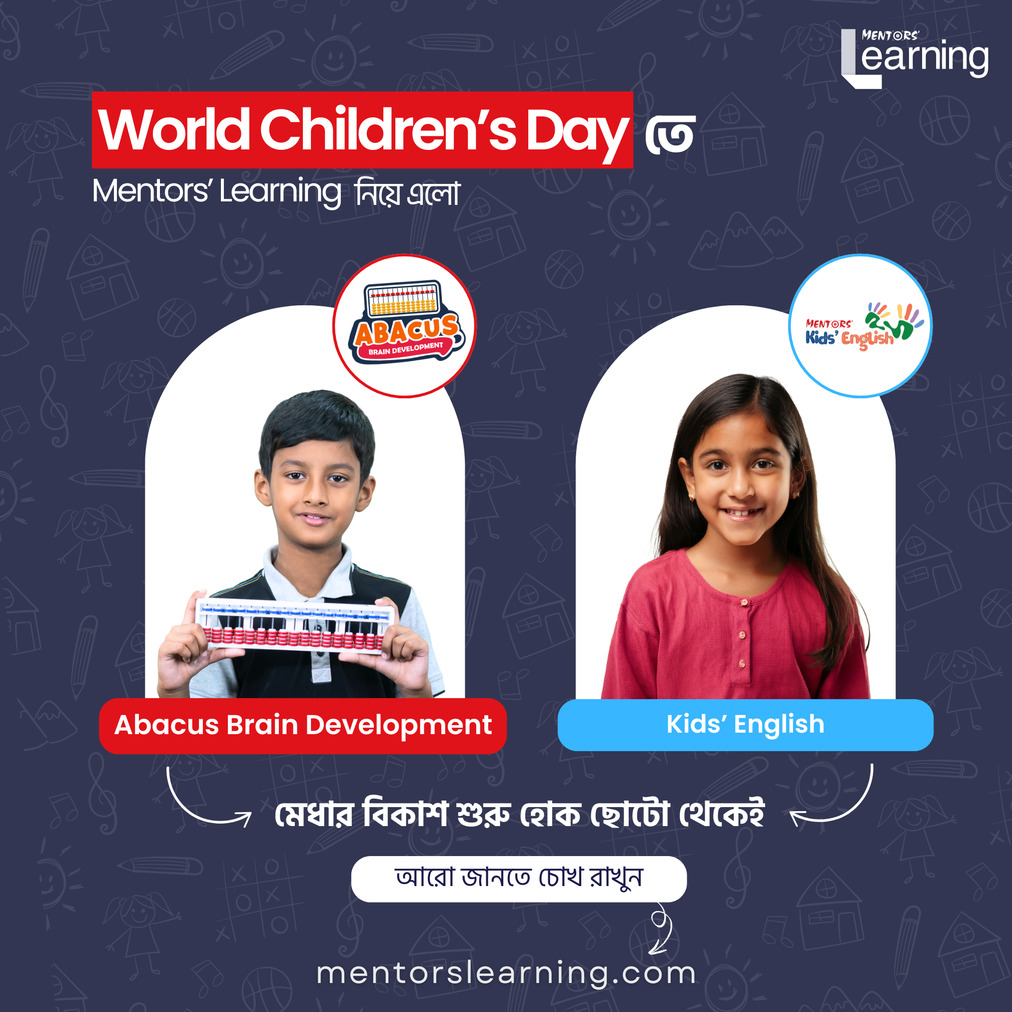 MENTORS'
Learning
World Children's Day তে
Mentors' Learning নিয়ে এলো
ABACUS
BRAIN DEVELOPMENT
MENTORS'
Kids' English
Abacus Brain Development
Kids' English
মেধার বিকাশ শুরু হোক ছোটো থেকেই
আরো জানতে চোখ রাখুন
mentorslearning.com